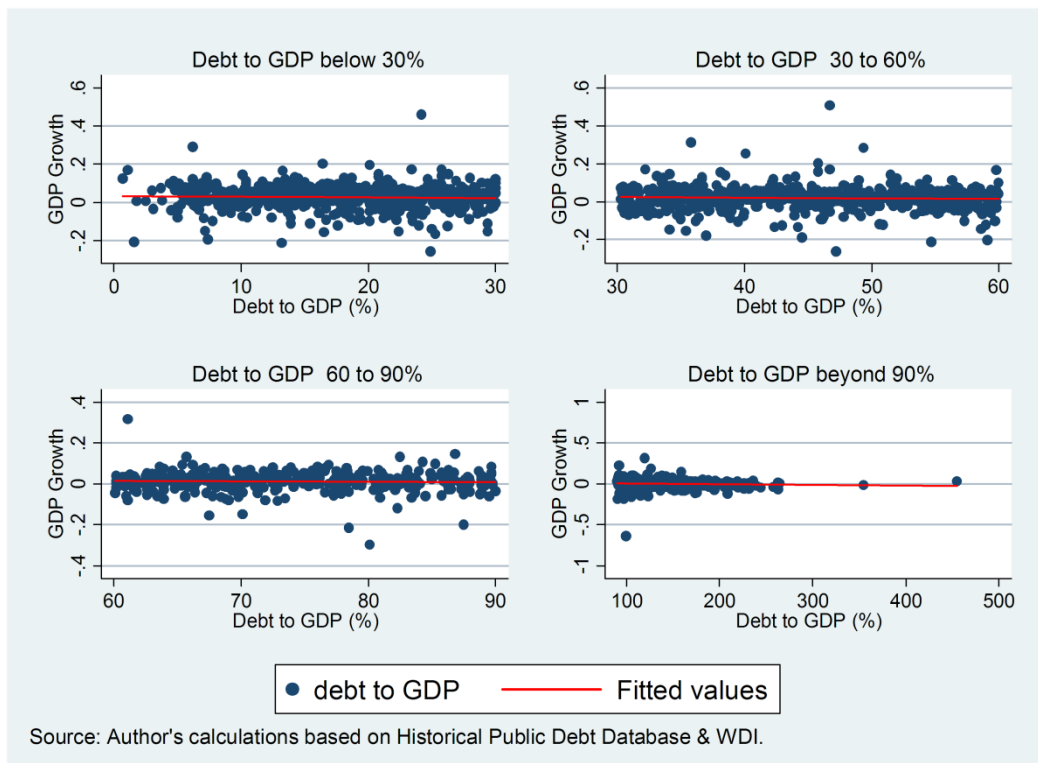 Debt to GDP below 30%
GDP Growth
.6
.4
.2
0
-.2
0 10 20 30
Debt to GDP (%)
Debt to GDP 30 to 60%
GDP Growth
.6
.4
.2
0
-.2
30 40 50 60
Debt to GDP (%)
Debt to GDP 60 to 90%
GDP Growth
.4
.2
0
-.2
-.4
60 70 80 90
Debt to GDP (%)
Debt to GDP beyond 90%
GDP Growth
1
.5
0
-.5
-1
100 200 300 400 500
Debt to GDP (%)
debt to GDP Fitted values
Source: Author's calculations based on Historical Public Debt Database & WDI.